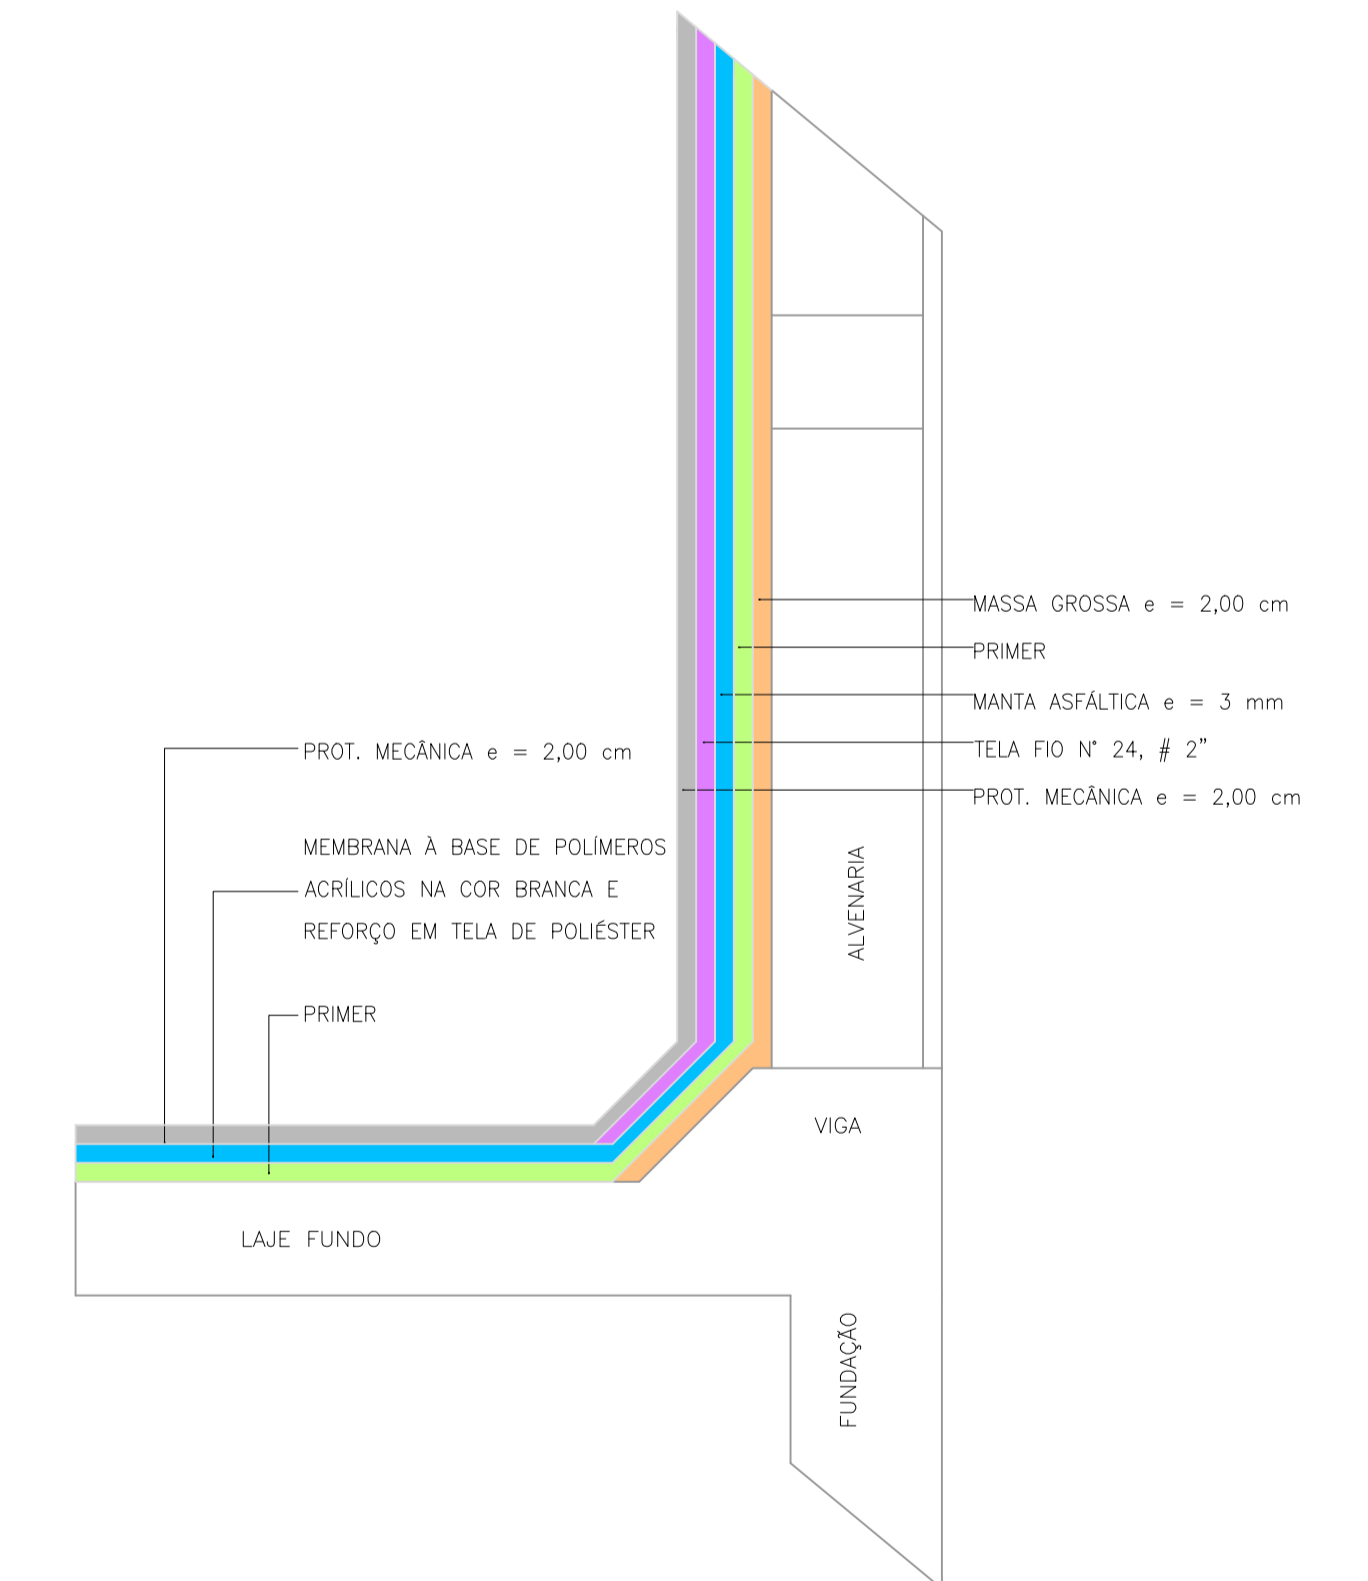 MASSA GROSSA e = 2,00 cm
PRIMER
MANTA ASFÁLTICA e = 3 mm
TELA FIO N° 24, # 2”
PROT. MECÂNICA e = 2,00 cm
PROT. MECÂNICA e = 2,00 cm
MEMBRANA À BASE DE POLÍMEROS
ACRÍLICOS NA COR BRANCA E
REFORÇO EM TELA DE POLIÉSTER
PRIMER
ALVENARIA
VIGA
LAJE FUNDO
FUNDAÇÃO